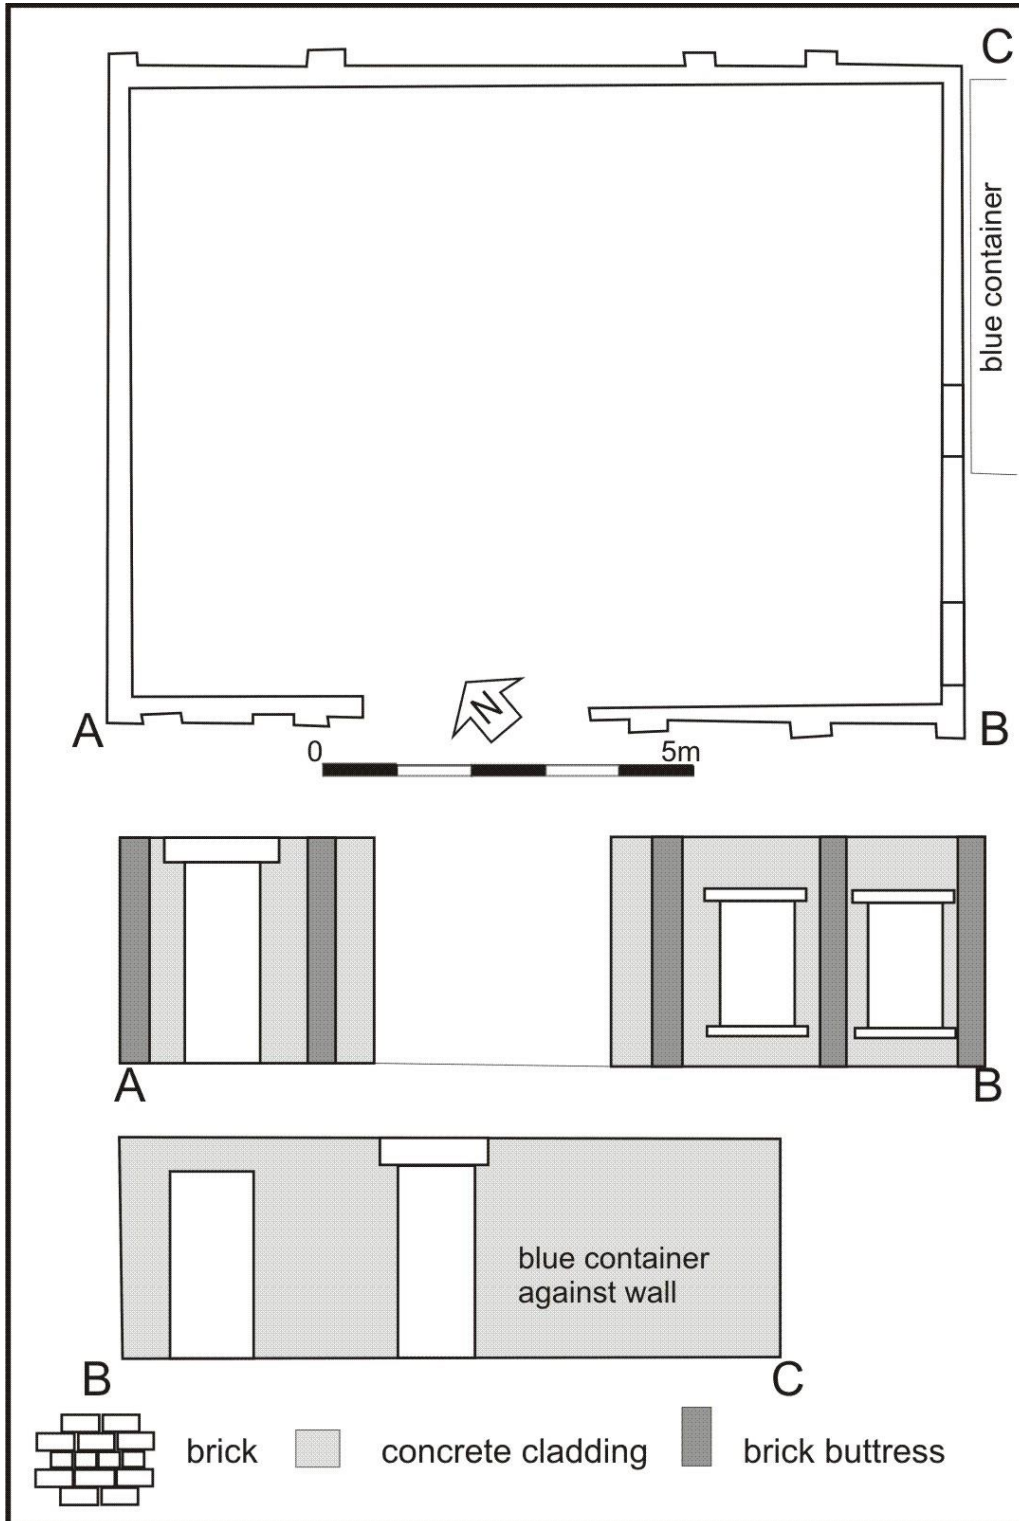 C
blue container
A
N
B
0 5m
A
B
blue container
against wall
B
C
brick
concrete cladding
brick buttress